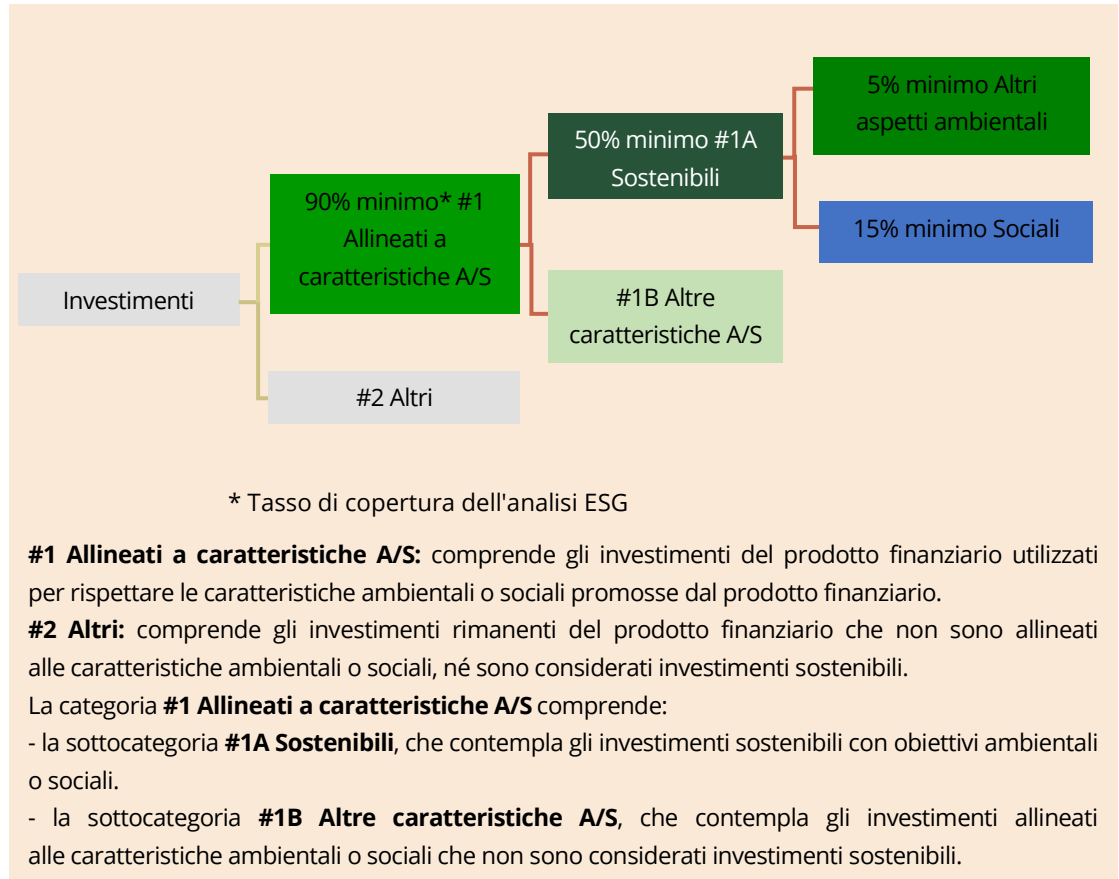 5% minimo Altri
aspetti ambientali
50% minimo #1A
Sostenibili
90% minimo* #1
Allineati a
caratteristiche A/S
15% minimo Sociali
Investimenti
#1B Altre
caratteristiche A/S
#2 Altri
* Tasso di copertura dell'analisi ESG
#1 Allineati a caratteristiche A/S: comprende gli investimenti del prodotto finanziario utilizzati
per rispettare le caratteristiche ambientali o sociali promosse dal prodotto finanziario.
#2 Altri: comprende gli investimenti rimanenti del prodotto finanziario che non sono allineati
alle caratteristiche ambientali o sociali, né sono considerati investimenti sostenibili.
La categoria #1 Allineati a caratteristiche A/S comprende:
- la sottocategoria #1A Sostenibili, che contempla gli investimenti sostenibili con obiettivi ambientali
o sociali.
- la sottocategoria #1B Altre caratteristiche A/S, che contempla gli investimenti allineati
alle caratteristiche ambientali o sociali che non sono considerati investimenti sostenibili.